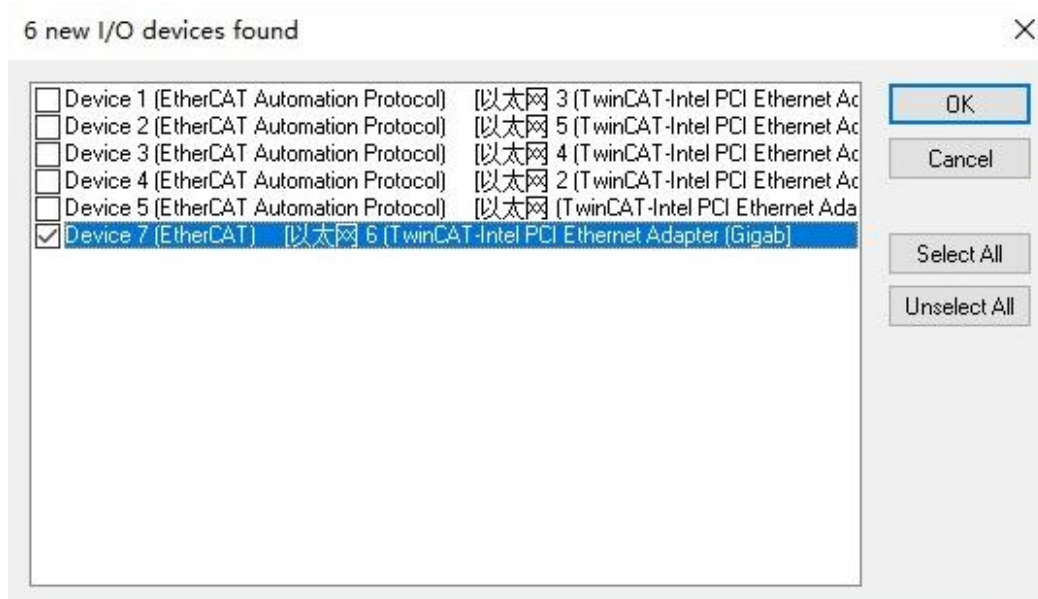 6 new I/O devices found
Device 1 (EtherCAT Automation Protocol) [以太网 3 (TwinCAT-Intel PCI Ethernet Ac
Device 2 (EtherCAT Automation Protocol) [以太网 5 (TwinCAT-Intel PCI Ethernet Ac
Device 3 (EtherCAT Automation Protocol) [以太网 4 (TwinCAT-Intel PCI Ethernet Ac
Device 4 (EtherCAT Automation Protocol) [以太网 2 (TwinCAT-Intel PCI Ethernet Ac
Device 5 (EtherCAT Automation Protocol) [以太网 (TwinCAT-Intel PCI Ethernet Ada
Device 7 (EtherCAT) [以太网 6 (TwinCAT-Intel PCI Ethernet Adapter (Gigab]
OK
Cancel
Select All
Unselect All